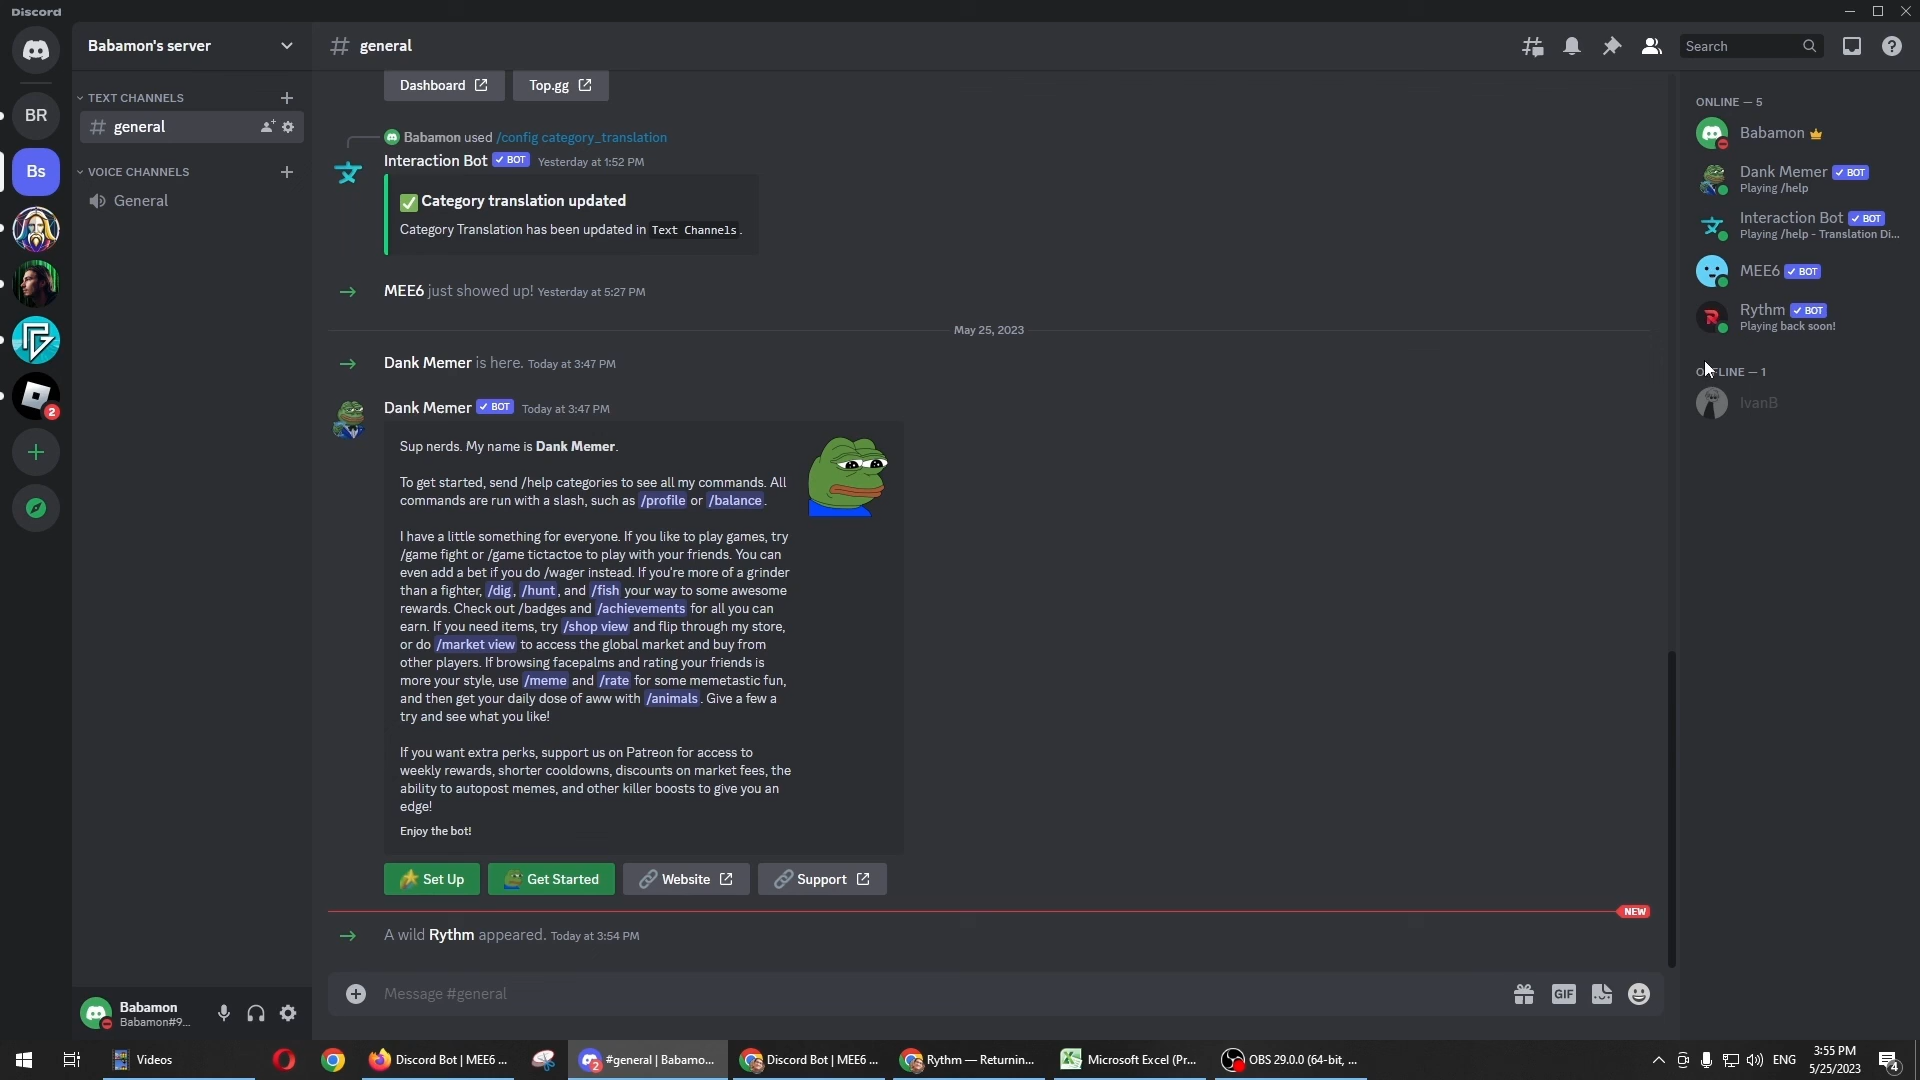 Discord
Babamon's server
general
Search
TEXT CHANNELS
general
VOICE CHANNELS
General
BR
Bs
2
Dashboard
Top.gg
Babamon used /config category_translation
Interaction Bot BOT Yesterday at 1:52 PM
Category translation updated
Category Translation has been updated in Text Channels.
MEE6 just showed up! Yesterday at 5:27 PM
May 25, 2023
Dank Memer is here. Today at 3:47 PM
Dank Memer BOT Today at 3:47 PM
Sup nerds. My name is Dank Memer.
To get started, send /help categories to see all my commands. All
commands are run with a slash, such as /profile or /balance.
I have a little something for everyone. If you like to play games, try
/game fight or /game tictactoe to play with your friends. You can
even add a bet if you do /wager instead. If you're more of a grinder
than a fighter, /dig, /hunt, and /fish your way to some awesome
rewards. Check out /badges and /achievements for all you can
earn. If you need items, try /shop view and flip through my store,
or do /market view to access the global market and buy from
other players. If browsing facepalms and rating your friends is
more your style, use /meme and /rate for some memetastic fun,
and then get your daily dose of aww with /animals. Give a few a
try and see what you like!
If you want extra perks, support us on Patreon for access to
weekly rewards, shorter cooldowns, discounts on market fees, the
ability to autopost memes, and other killer boosts to give you an
edge!
Enjoy the bot!
Set Up
Get Started
Website
Support
NEW
A wild Rythm appeared. Today at 3:54 PM
Message #general
GIF
ONLINE — 5
Babamon
Dank Memer BOT
Playing /help
Interaction Bot BOT
Playing /help - Translation Di...
MEE6 BOT
Rythm BOT
Playing back soon!
OFFLINE — 1
IvanB
Babamon
Babamon#9...
Videos
Discord Bot | MEE6 ...
2
#general | Babamo...
Discord Bot | MEE6 ...
Rythm — Returnin...
Microsoft Excel (Pr...
OBS 29.0.0 (64-bit, ...
ENG
3:55 PM
5/25/2023
4